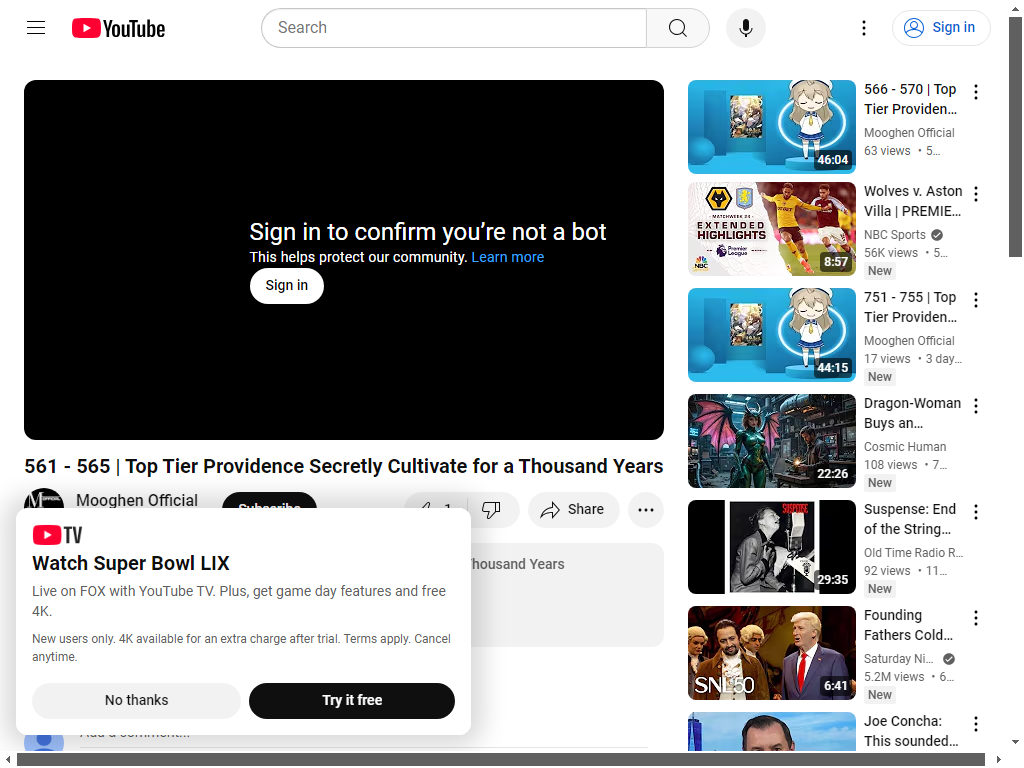 YouTube
Search
Sign in
Sign in to confirm you’re not a bot
This helps protect our community. Learn more
Sign in
561 - 565 | Top Tier Providence Secretly Cultivate for a Thousand Years
Mooghen Official
Subscribe
1
Share
Thousand Years
TV
Watch Super Bowl LIX
Live on FOX with YouTube TV. Plus, get game day features and free
4K.
New users only. 4K available for an extra charge after trial. Terms apply. Cancel
anytime.
No thanks
Try it free
Add a comment...
566 - 570 | Top
Tier Providen...
Mooghen Official
63 views • 5...
46:04
Wolves v. Aston
Villa | PREMIE...
NBC Sports
56K views • 5...
New
MATCHWEEK 24
EXTENDED
HIGHLIGHTS
Premier
League
NBC
8:57
751 - 755 | Top
Tier Providen...
Mooghen Official
17 views • 3 day...
New
44:15
Dragon-Woman
Buys an...
Cosmic Human
108 views • 7...
New
22:26
Suspense: End
of the String...
Old Time Radio R...
92 views • 11...
New
SUSPENSE
29:35
Founding
Fathers Cold...
Saturday Ni...
5.2M views • 6...
New
SNL50
6:41
Joe Concha:
This sounded...